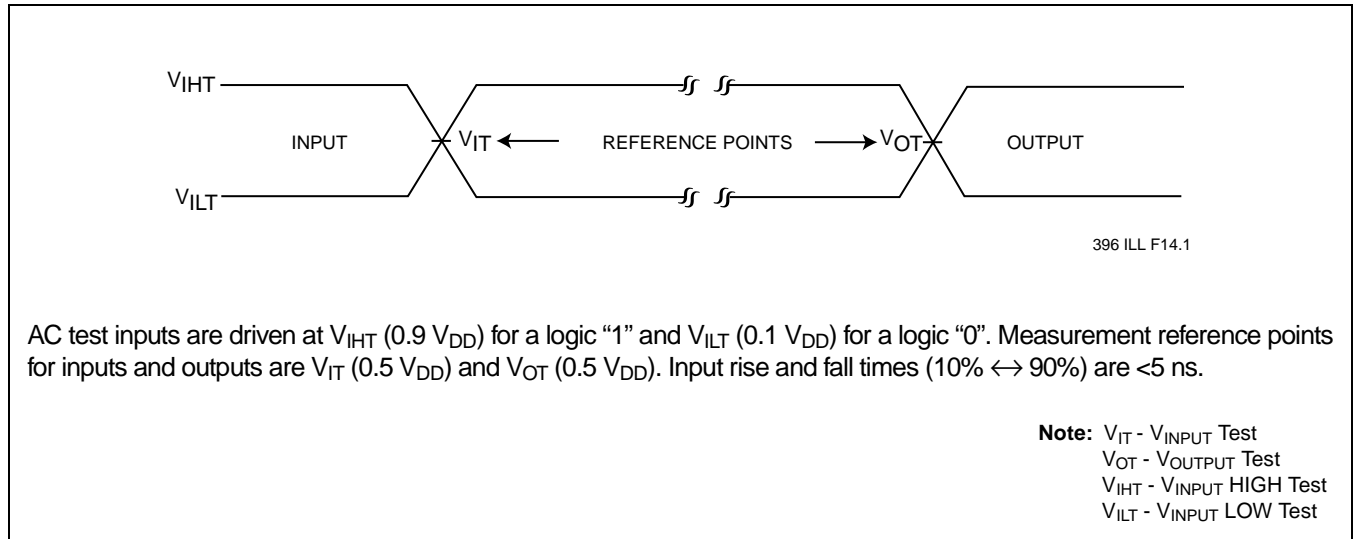 VIHT
INPUT VIT REFERENCE POINTS VOT OUTPUT
VILT
396 ILL F14.1
AC test inputs are driven at VIHT (0.9 VDD) for a logic “1” and VILT (0.1 VDD) for a logic “0”. Measurement reference points
for inputs and outputs are VIT (0.5 VDD) and VOT (0.5 VDD). Input rise and fall times (10% ↔ 90%) are <5 ns.
Note: VIT - VINPUT Test
VOT - VOUTPUT Test
VIHT - VINPUT HIGH Test
VILT - VINPUT LOW Test